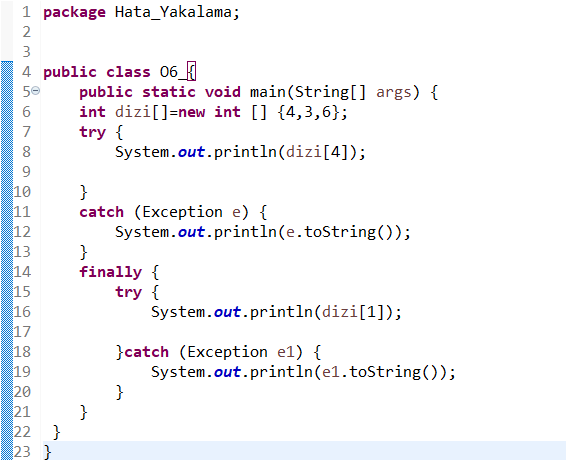 1 package Hata_Yakalama;
2
3
4 public class O6_{
5 public static void main(String[] args) {
6 int dizi[]=new int [] {4,3,6};
7 try {
8 System.out.println(dizi[4]);
9
10 }
11 catch (Exception e) {
12 System.out.println(e.toString());
13 }
14 finally {
15 try {
16 System.out.println(dizi[1]);
17
18 }catch (Exception e1) {
19 System.out.println(e1.toString());
20 }
21 }
22 }
23 }